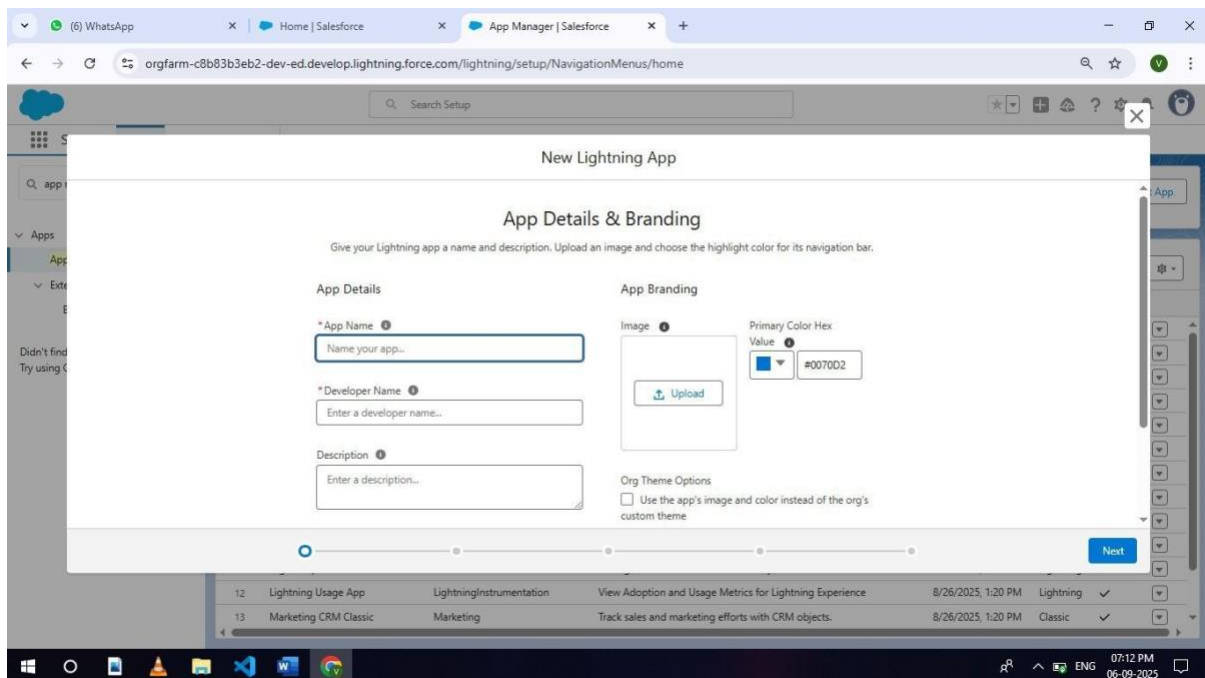 (6) WhatsApp
Home | Salesforce
App Manager | Salesforce
orgfarm-c8b83b3eb2-dev-ed.develop.lightning.force.com/lightning/setup/NavigationMenus/home
V
Search Setup
S
New Lightning App
app
App
App Details & Branding
Apps
Give your Lightning app a name and description. Upload an image and choose the highlight color for its navigation bar.
App
Exte
App Details
App Branding
E
*App Name
Image
Primary Color Hex
Value
Didn't find
Name your app...
Try using
#0070D2
*Developer Name
Upload
Enter a developer name...
Description
Enter a description...
Org Theme Options
Use the app's image and color instead of the org's
custom theme
Next
12 Lightning Usage App LightningInstrumentation View Adoption and Usage Metrics for Lightning Experience 8/26/2025, 1:20 PM Lightning
13 Marketing CRM Classic Marketing Track sales and marketing efforts with CRM objects. 8/26/2025, 1:20 PM Classic
ENG
07:12 PM
06-09-2025